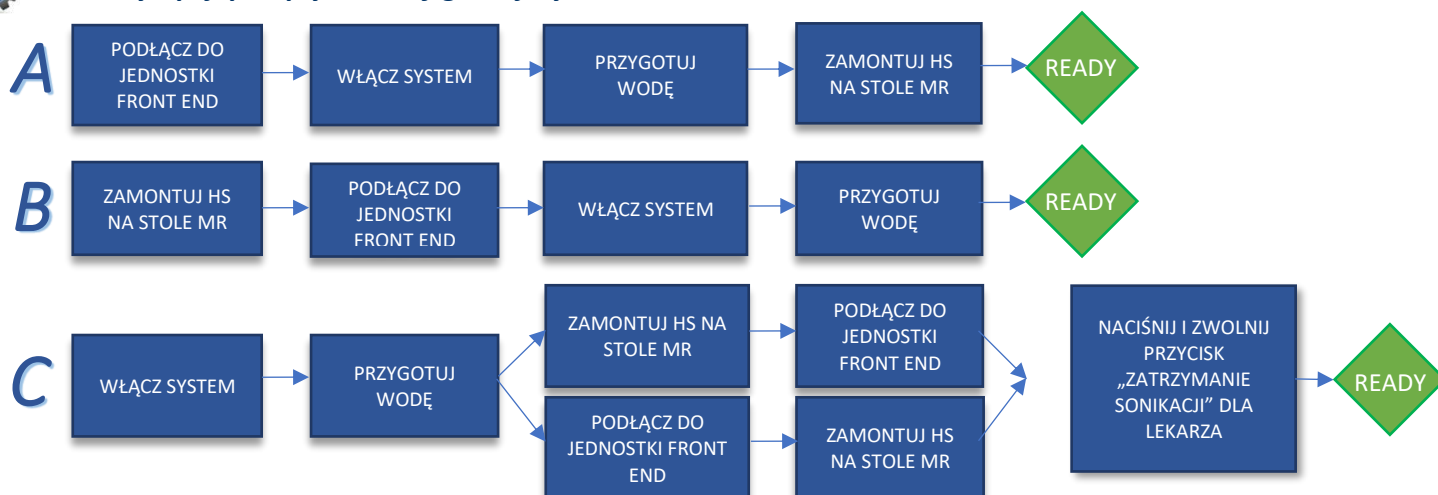 A
PODŁĄCZ DO
JEDNOSTKI
FRONT END
WŁĄCZ SYSTEM
PRZYGOTUJ
WODĘ
ZAMONTUJ HS
NA STOLE MR
READY
B
ZAMONTUJ HS
NA STOLE MR
PODŁĄCZ DO
JEDNOSTKI
FRONT END
WŁĄCZ SYSTEM
PRZYGOTUJ
WODĘ
READY
C
WŁĄCZ SYSTEM
PRZYGOTUJ
WODĘ
ZAMONTUJ HS NA
STOLE MR
PODŁĄCZ DO
JEDNOSTKI
FRONT END
PODŁĄCZ DO
JEDNOSTKI FRONT
END
ZAMONTUJ HS
NA STOLE MR
NACIŚNIJ I ZWOLNIJ
PRZYCISK
„ZATRZYMANIE
SONIKACJI” DLA
LEKARZA
READY